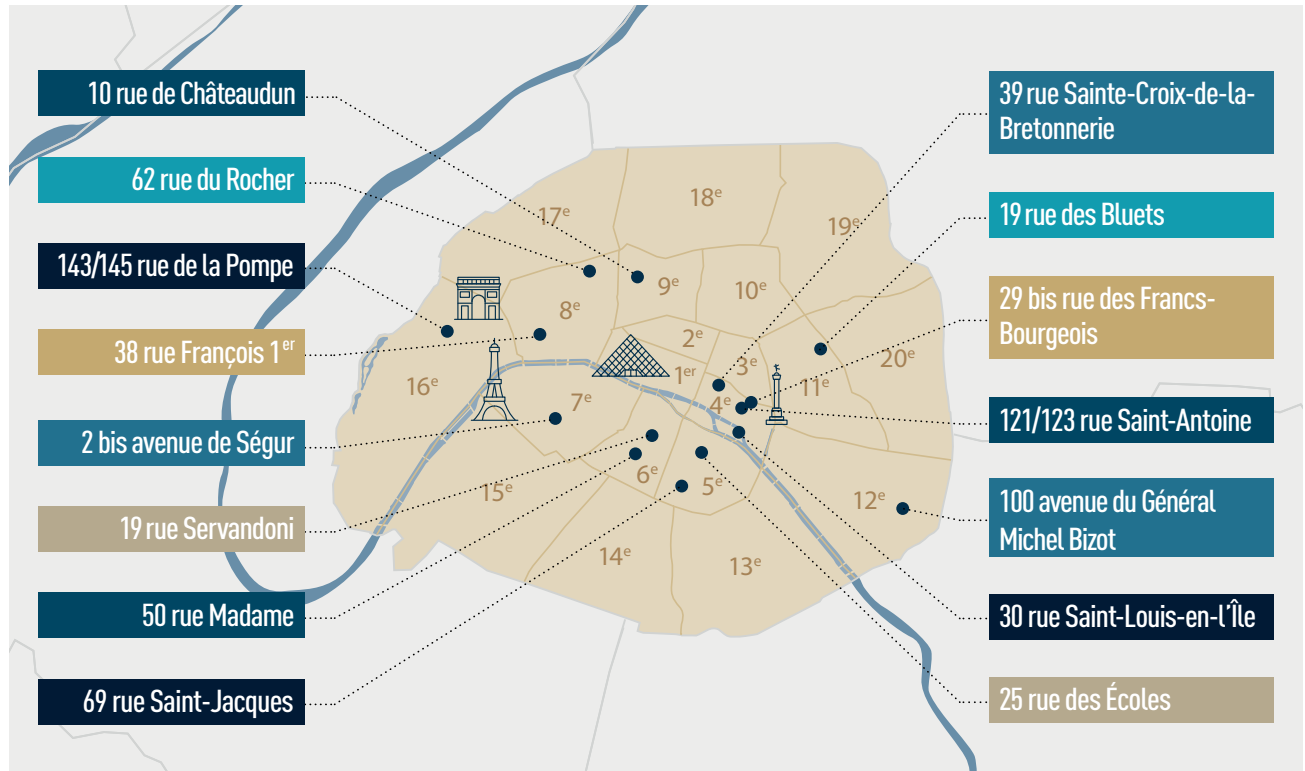 10 rue de Châteaudun
62 rue du Rocher
143/145 rue de la Pompe
38 rue François 1er
2 bis avenue de Ségur
19 rue Servandoni
50 rue Madame
69 rue Saint-Jacques
18e
17e
19e
9e
10e
8e
2e
3e
1er
20e
11e
16e
7e
4e
6e
5e
15e
12e
14e
13e
39 rue Sainte-Croix-de-la-
Bretonnerie
19 rue des Bluets
29 bis rue des Francs-
Bourgeois
121/123 rue Saint-Antoine
100 avenue du Général
Michel Bizot
30 rue Saint-Louis-en-l'Île
25 rue des Écoles